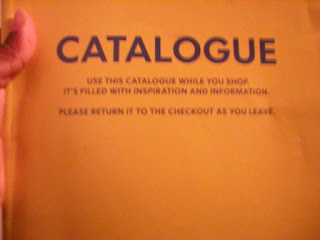 CATALOGUE
USE THIS CATALOGUE WHILE YOU SHOP.
IT'S FILLED WITH INSPIRATION AND INFORMATION.
PLEASE RETURN IT TO THE CHECKOUT AS YOU LEAVE.